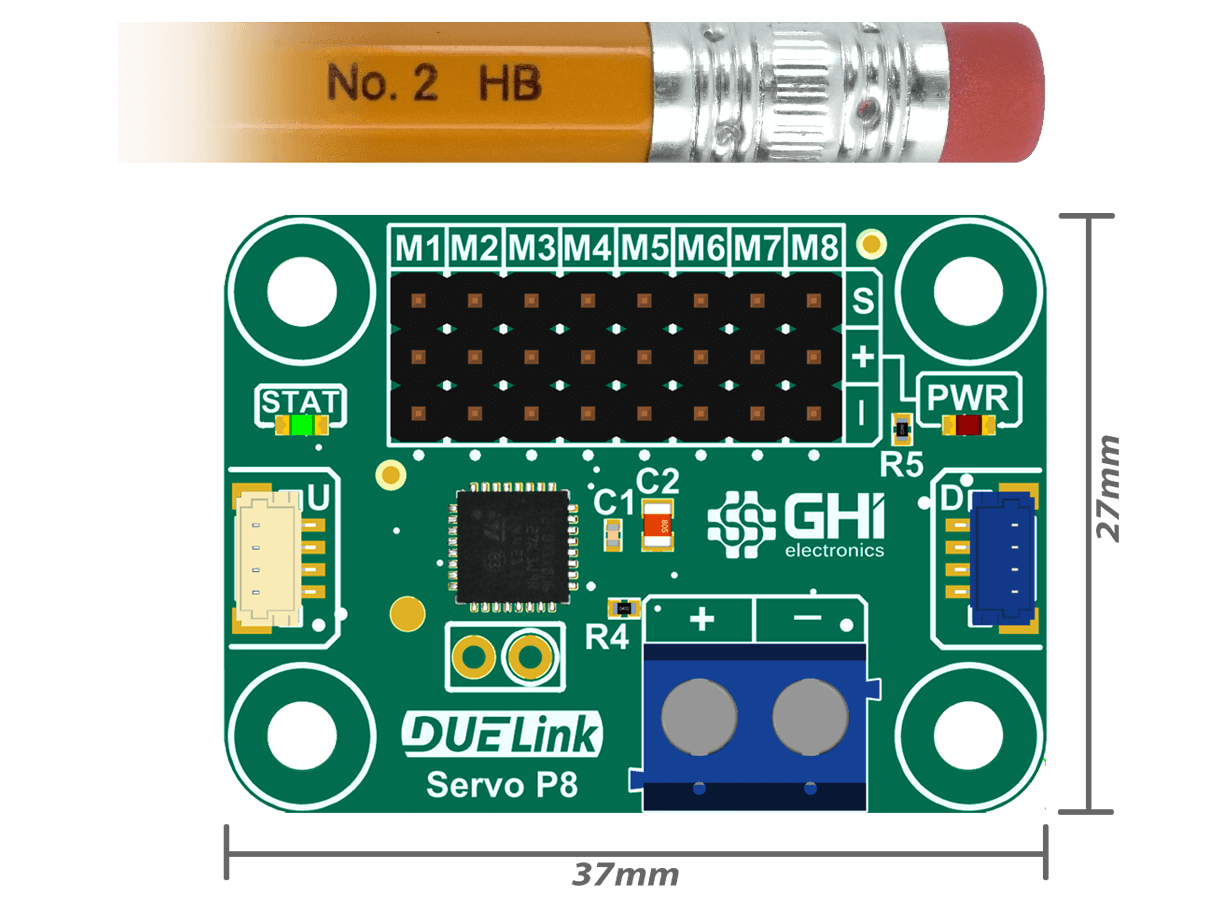 No. 2 HB
M1 M2 M3 M4 M5 M6 M7 M8
S
+
−
STAT
PWR
R5
U
C1
C2
GHI
electronics
D
27mm
R4
+ −
DUELink
Servo P8
37mm